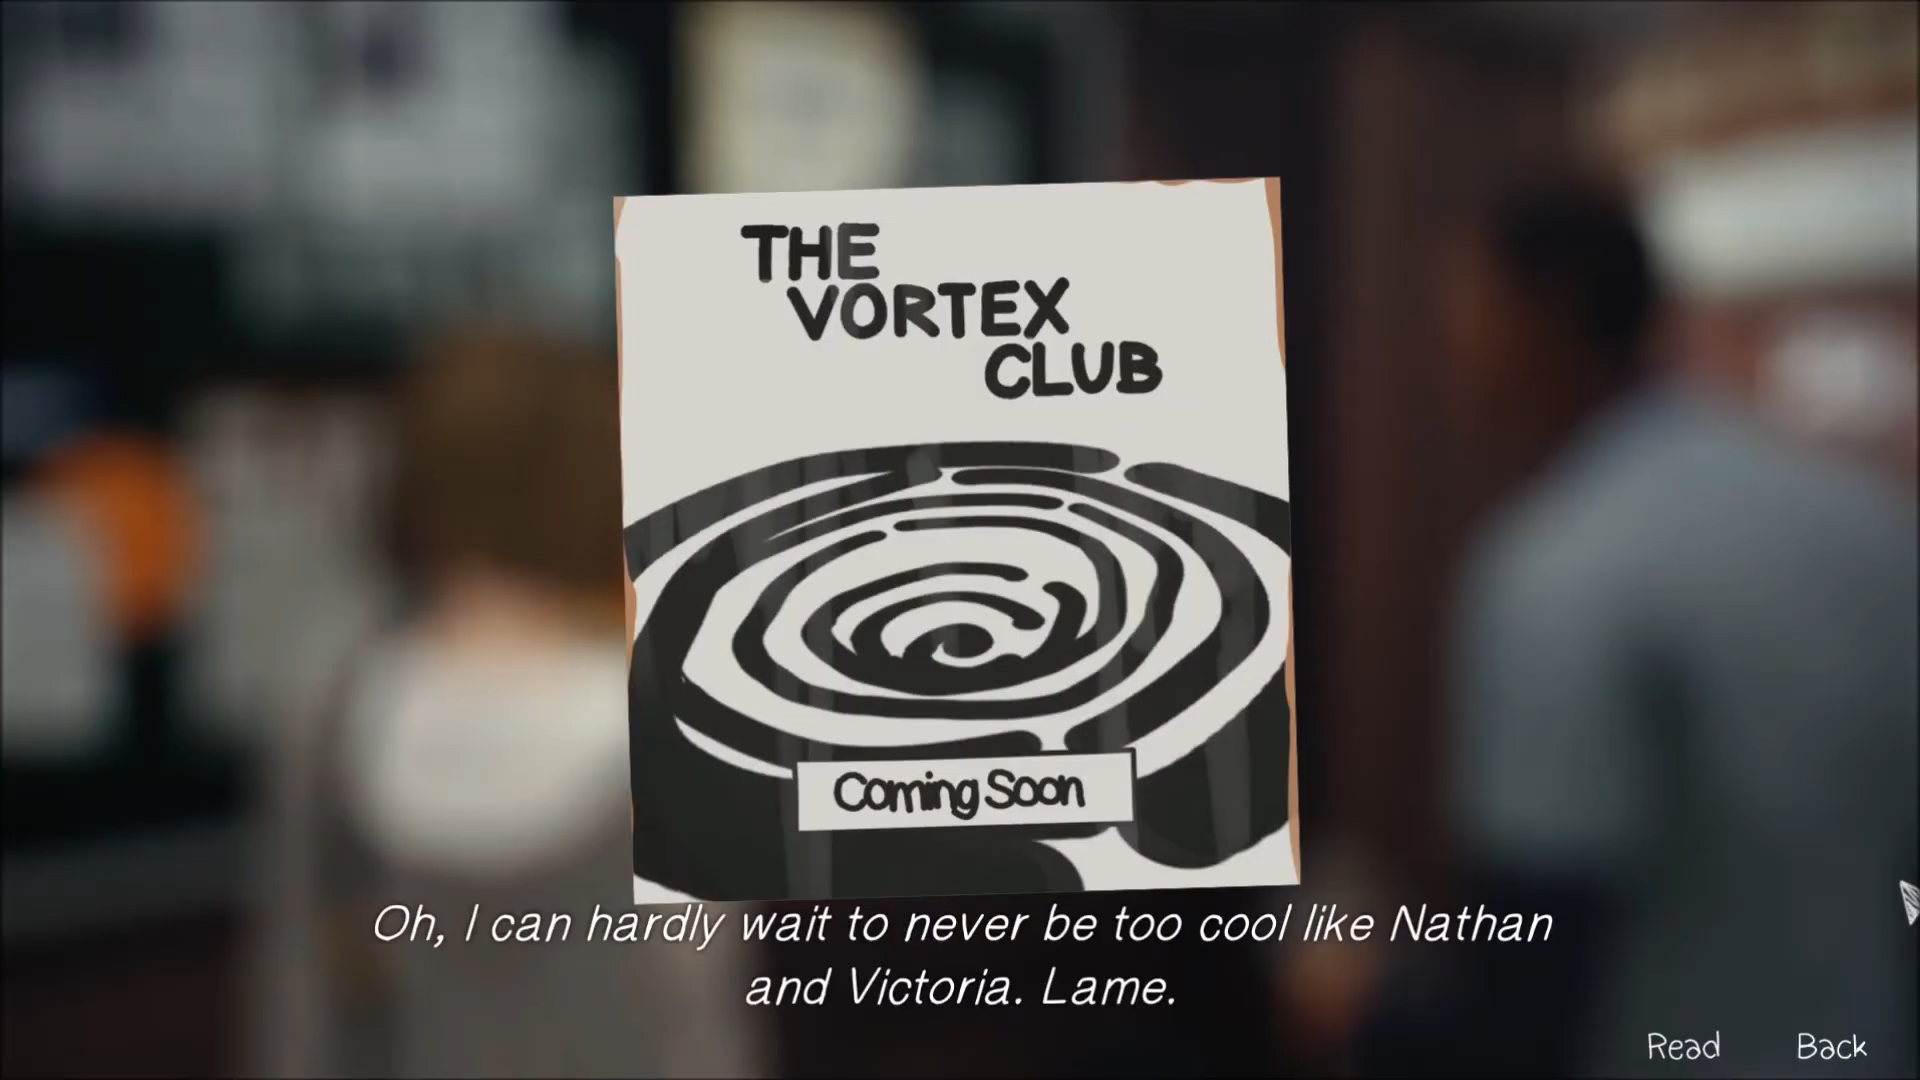 THE
VORTEX
CLUB
Coming Soon
Oh, I can hardly wait to never be too cool like Nathan
and Victoria. Lame.
Read Back